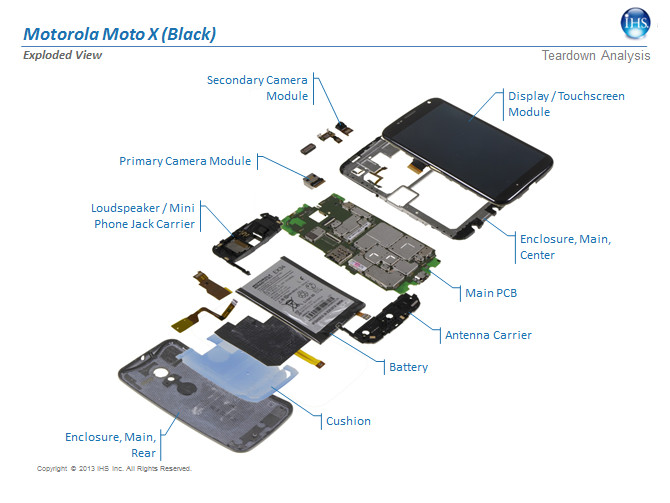 Motorola Moto X (Black)
IHS
Exploded View
Teardown Analysis
Secondary Camera
Module
Display / Touchscreen
Module
Primary Camera Module
Loudspeaker / Mini
Phone Jack Carrier
Enclosure, Main,
Center
Main PCB
Antenna Carrier
Battery
Cushion
Enclosure, Main,
Rear
Copyright © 2013 IHS Inc. All Rights Reserved.